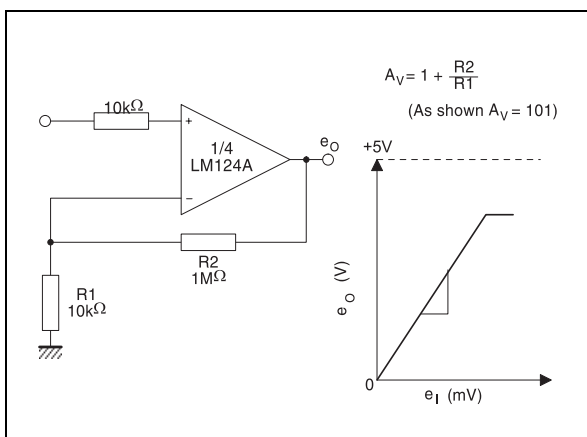 10kΩ
+
1/4
LM124A
−
e_O
R2
1MΩ
R1
10kΩ
A_V = 1 + R2/R1
(As shown A_V = 101)
+5V
e_O (V)
0
e_I (mV)